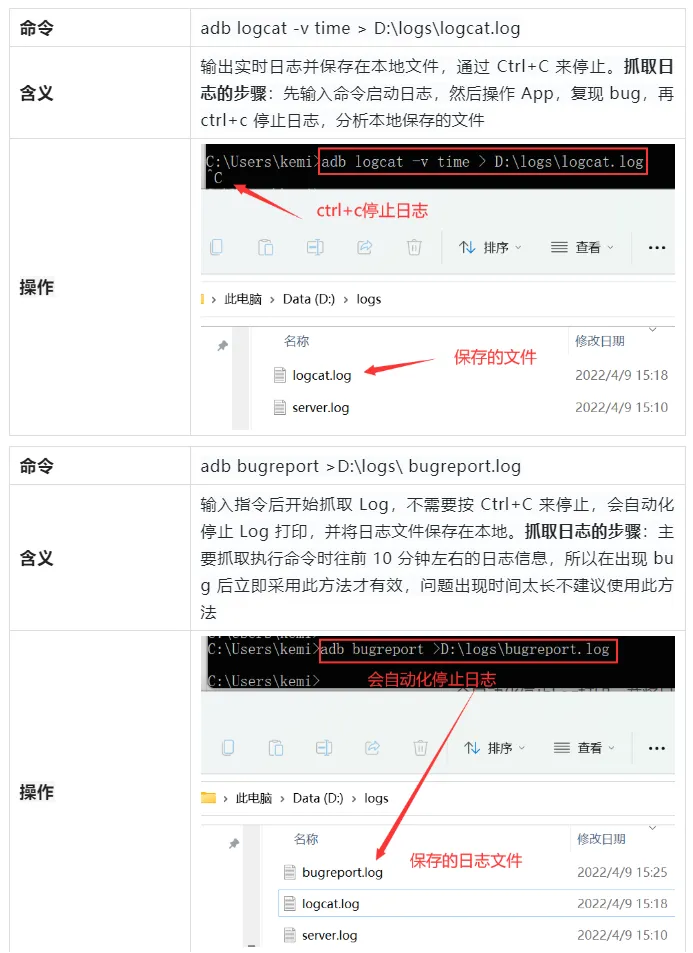 命令
adb logcat -v time > D:\logs\logcat.log
含义
输出实时日志并保存在本地文件，通过 Ctrl+C 来停止。抓取日
志的步骤：先输入命令启动日志，然后操作 App，复现 bug，再
ctrl+c 停止日志，分析本地保存的文件
操作
C:\Users\kemi>adb logcat -v time > D:\logs\logcat.log
^C
ctrl+c停止日志
排序
查看
此电脑 > Data (D:) > logs
名称
修改日期
保存的文件
logcat.log
2022/4/9 15:18
server.log
2022/4/9 15:10
命令
adb bugreport >D:\logs\ bugreport.log
含义
输入指令后开始抓取 Log，不需要按 Ctrl+C 来停止，会自动化
停止 Log 打印，并将日志文件保存在本地。抓取日志的步骤：主
要抓取执行命令时往前 10 分钟左右的日志信息，所以在出现 bu
g 后立即采用此方法才有效，问题出现时间太长不建议使用此方
法
操作
C:\Users\kemi>adb bugreport >D:\logs\bugreport.log
C:\Users\kemi>
会自动化停止日志
排序
查看
此电脑 > Data (D:) > logs
名称
修改日期
保存的日志文件
bugreport.log
2022/4/9 15:25
logcat.log
2022/4/9 15:18
server.log
2022/4/9 15:10